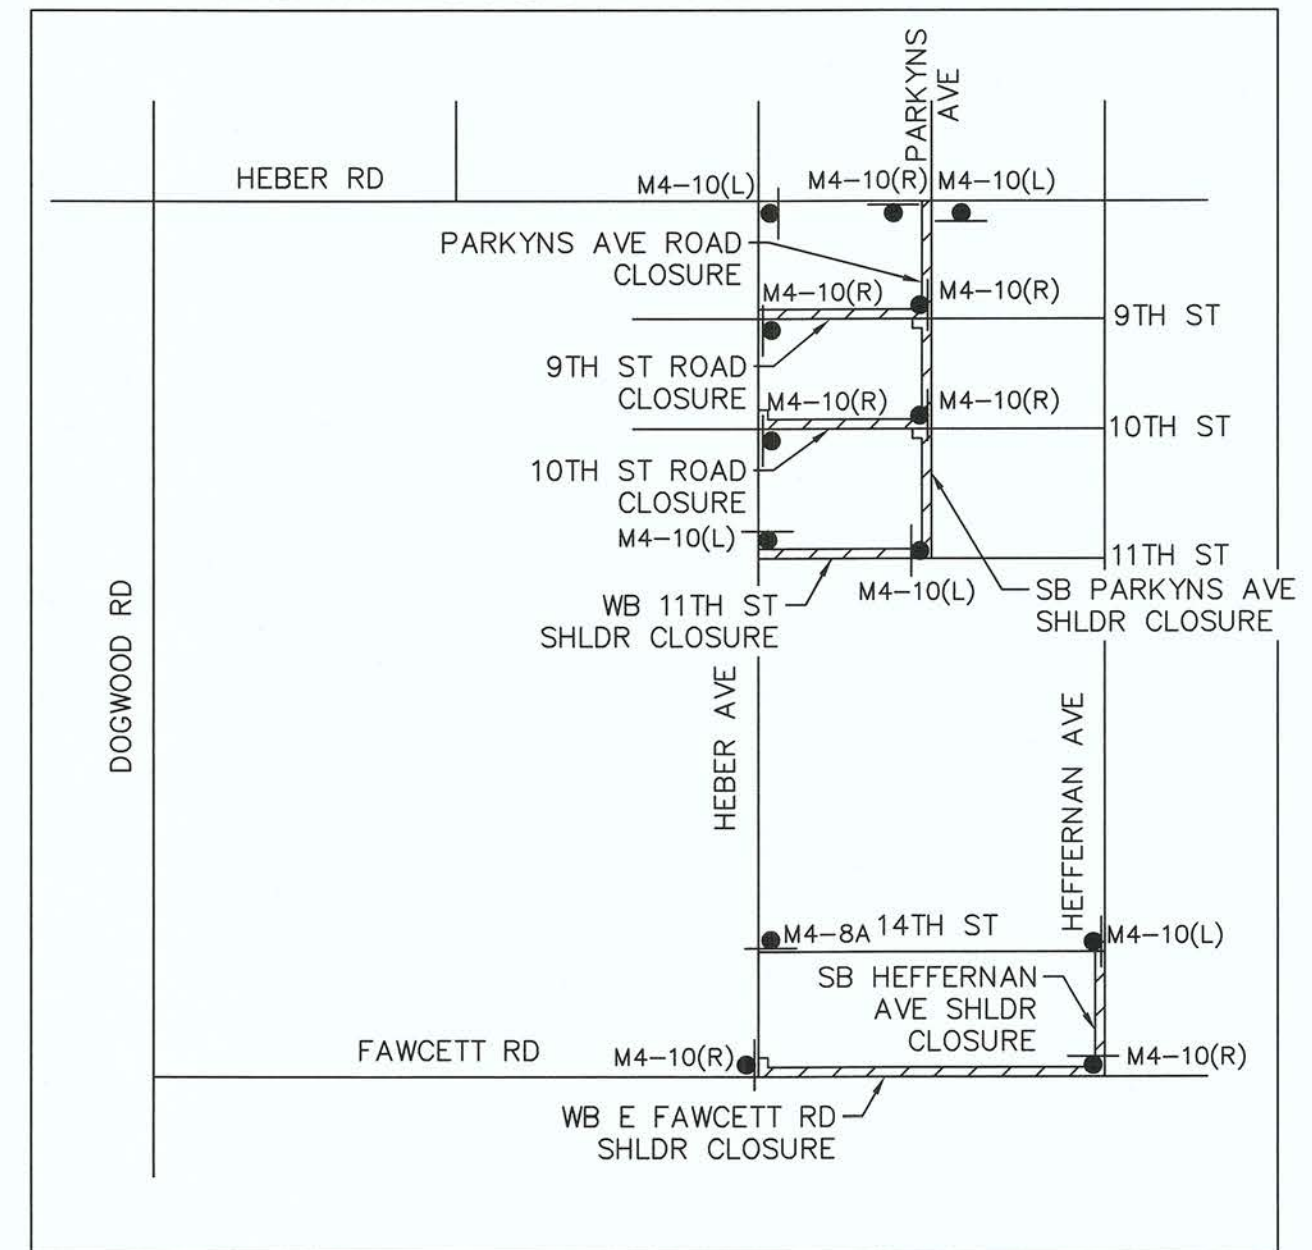 PARKYNS
AVE
HEBER RD
M4-10(L)
M4-10(R)
M4-10(L)
PARKYNS AVE ROAD
CLOSURE
M4-10(R)
M4-10(R)
9TH ST
9TH ST ROAD
CLOSURE
M4-10(R)
M4-10(R)
10TH ST
10TH ST ROAD
CLOSURE
M4-10(L)
11TH ST
M4-10(L)
SB PARKYNS AVE
SHLDR CLOSURE
WB 11TH ST
SHLDR CLOSURE
DOGWOOD RD
HEBER AVE
HEFFERNAN AVE
M4-8A
14TH ST
M4-10(L)
SB HEFFERNAN
AVE SHLDR
CLOSURE
FAWCETT RD
M4-10(R)
M4-10(R)
WB E FAWCETT RD
SHLDR CLOSURE